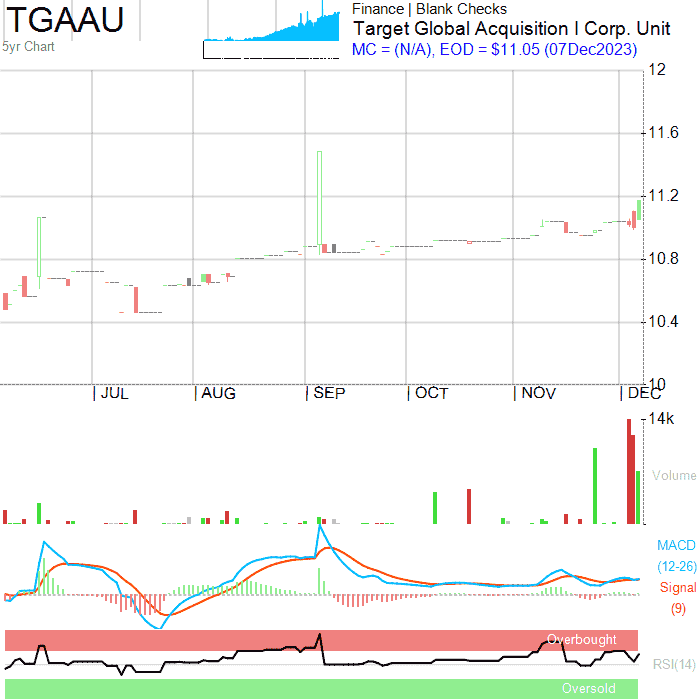 TGAAU
5yr Chart
Finance | Blank Checks
Target Global Acquisition I Corp. Unit
MC = (N/A), EOD = $11.05 (07Dec2023)
12
11.6
11.2
10.8
10.4
10
JUL
AUG
SEP
OCT
NOV
DEC
14k
Volume
MACD
(12-26)
Signal
(9)
Overbought
RSI(14)
Oversold